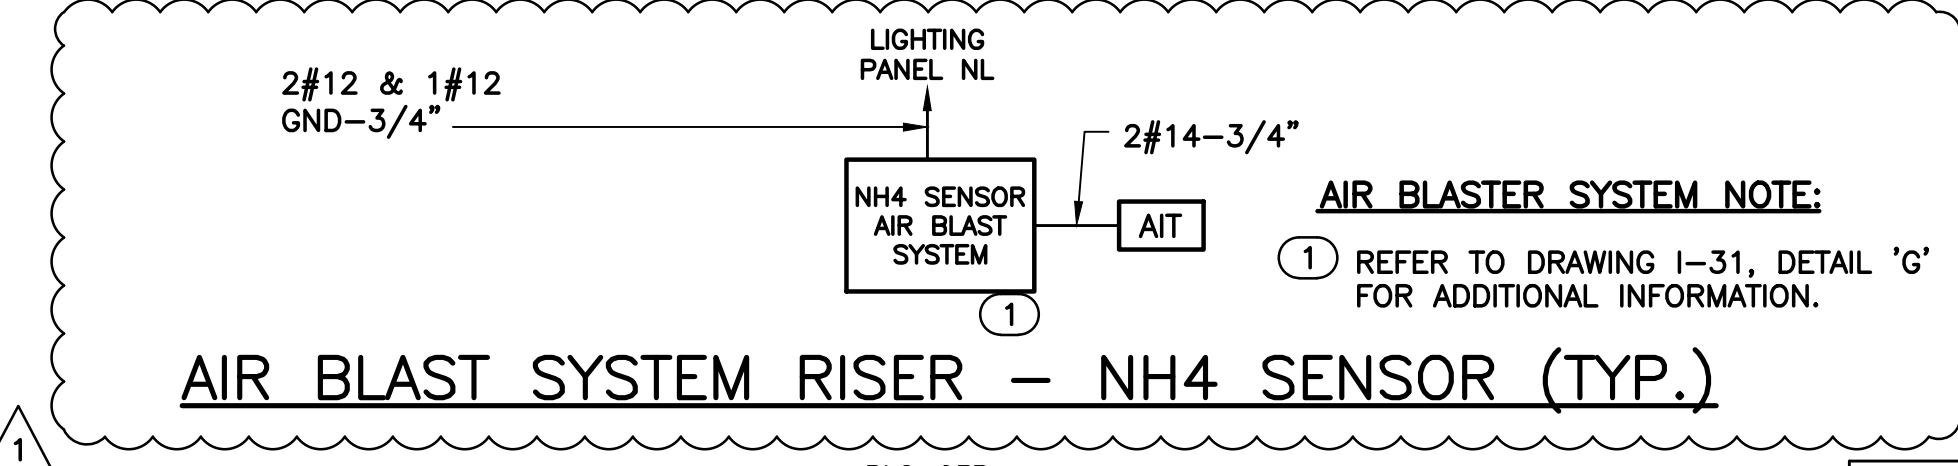 LIGHTING
PANEL NL
2#12 & 1#12
GND-3/4"
2#14-3/4"
NH4 SENSOR
AIR BLAST
SYSTEM
AIT
1
AIR BLASTER SYSTEM NOTE:
1 REFER TO DRAWING I-31, DETAIL 'G'
FOR ADDITIONAL INFORMATION.
AIR BLAST SYSTEM RISER - NH4 SENSOR (TYP.)
1